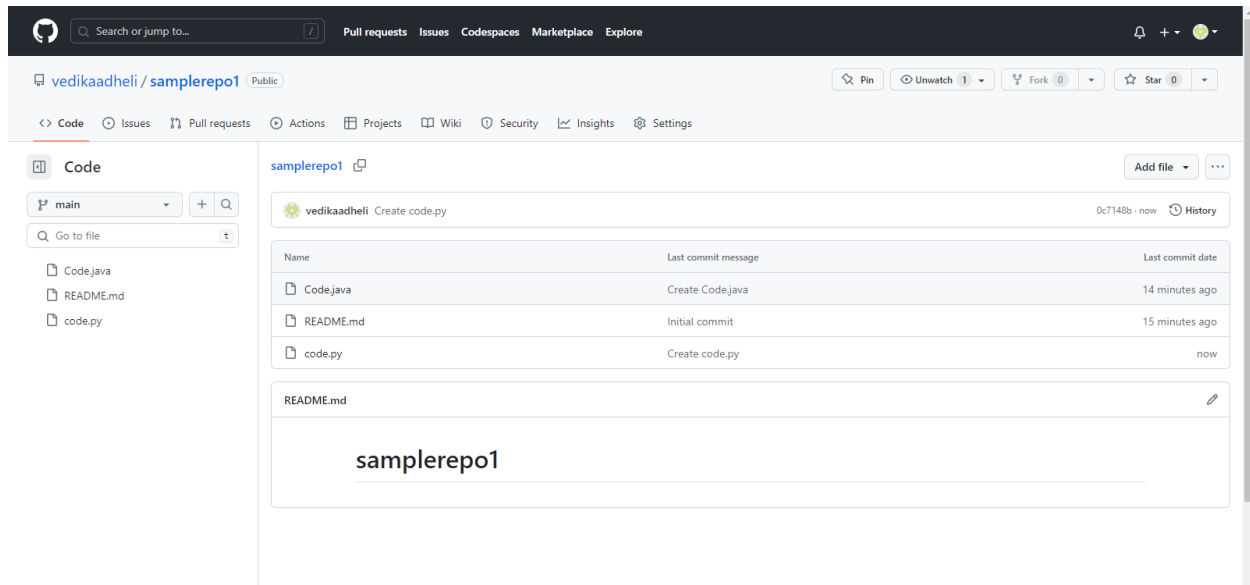 Search or jump to... / Pull requests Issues Codespaces Marketplace Explore
vedikaadheli / samplerepo1 Public Pin Unwatch 1 Fork 0 Star 0
Code Issues Pull requests Actions Projects Wiki Security Insights Settings
Code
main
Go to file t
Code.java
README.md
code.py
samplerepo1 Add file
vedikaadheli Create code.py 0c7148b · now History
Name Last commit message Last commit date
Code.java Create Code.java 14 minutes ago
README.md Initial commit 15 minutes ago
code.py Create code.py now
README.md
samplerepo1